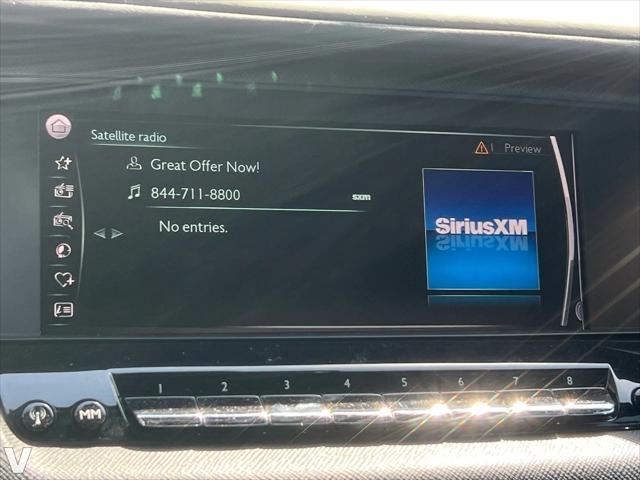 Satellite radio
Preview
Great Offer Now!
844-711-8800
sxm
No entries.
SiriusXM
1 2 3 4 5 6 7 8
MM
V